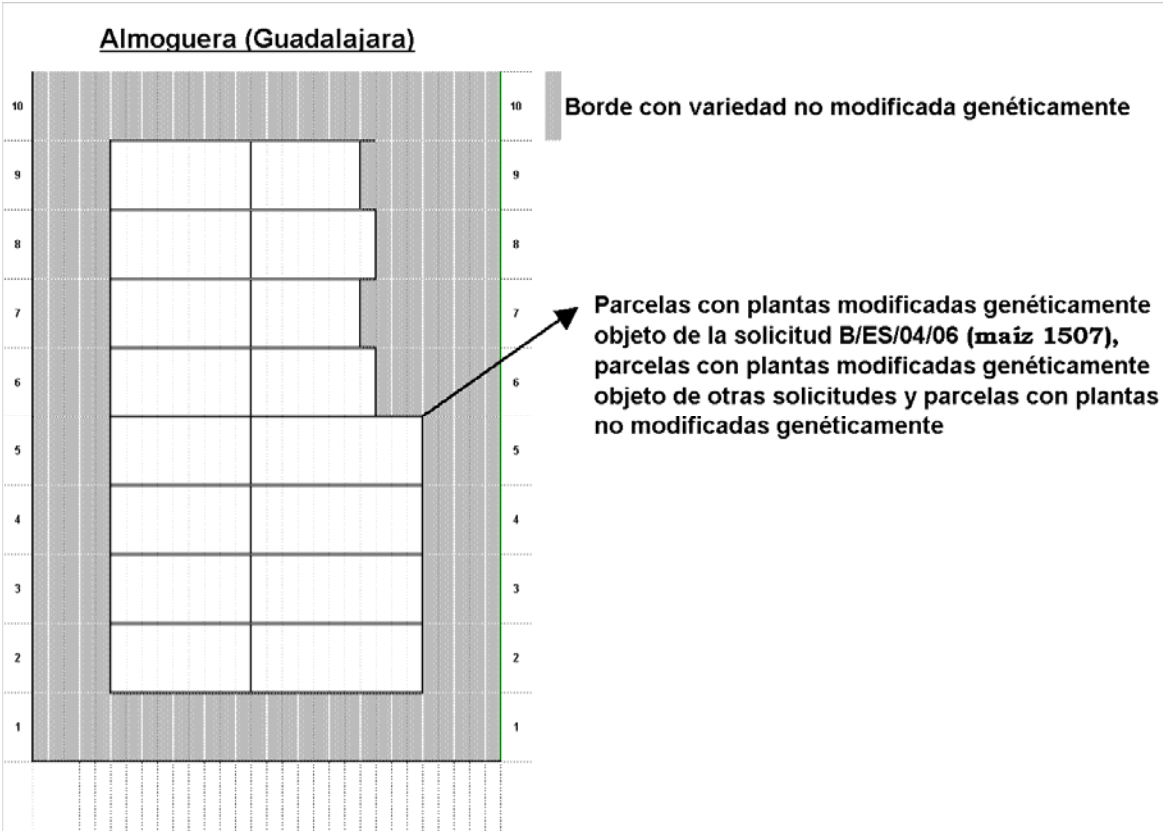 Almoguera (Guadalajara)
10 10
Borde con variedad no modificada genéticamente
9 9
8 8
7 7
Parcelas con plantas modificadas genéticamente
objeto de la solicitud B/ES/04/06 (maíz 1507),
parcelas con plantas modificadas genéticamente
objeto de otras solicitudes y parcelas con plantas
no modificadas genéticamente
6 6
5 5
4 4
3 3
2 2
1 1